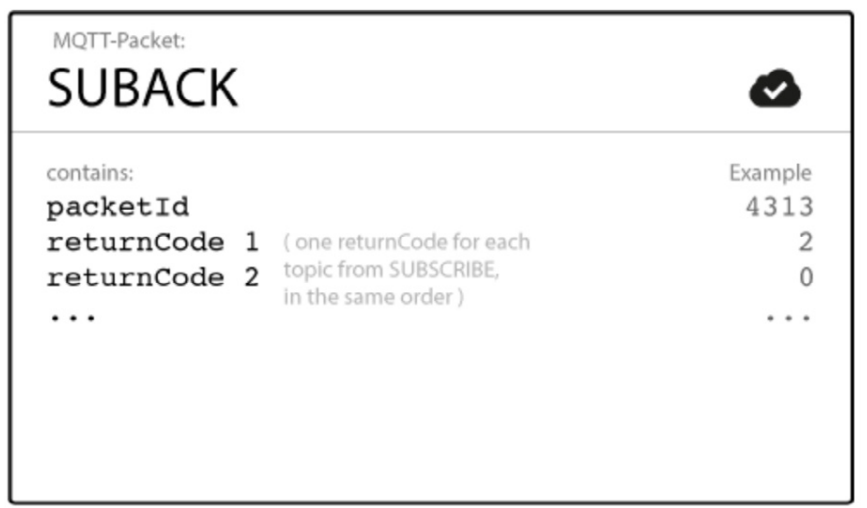 MQTT-Packet:
SUBACK
contains: Example
packetId 4313
returnCode 1 ( one returnCode for each 2
returnCode 2 topic from SUBSCRIBE, 0
in the same order )
... ...